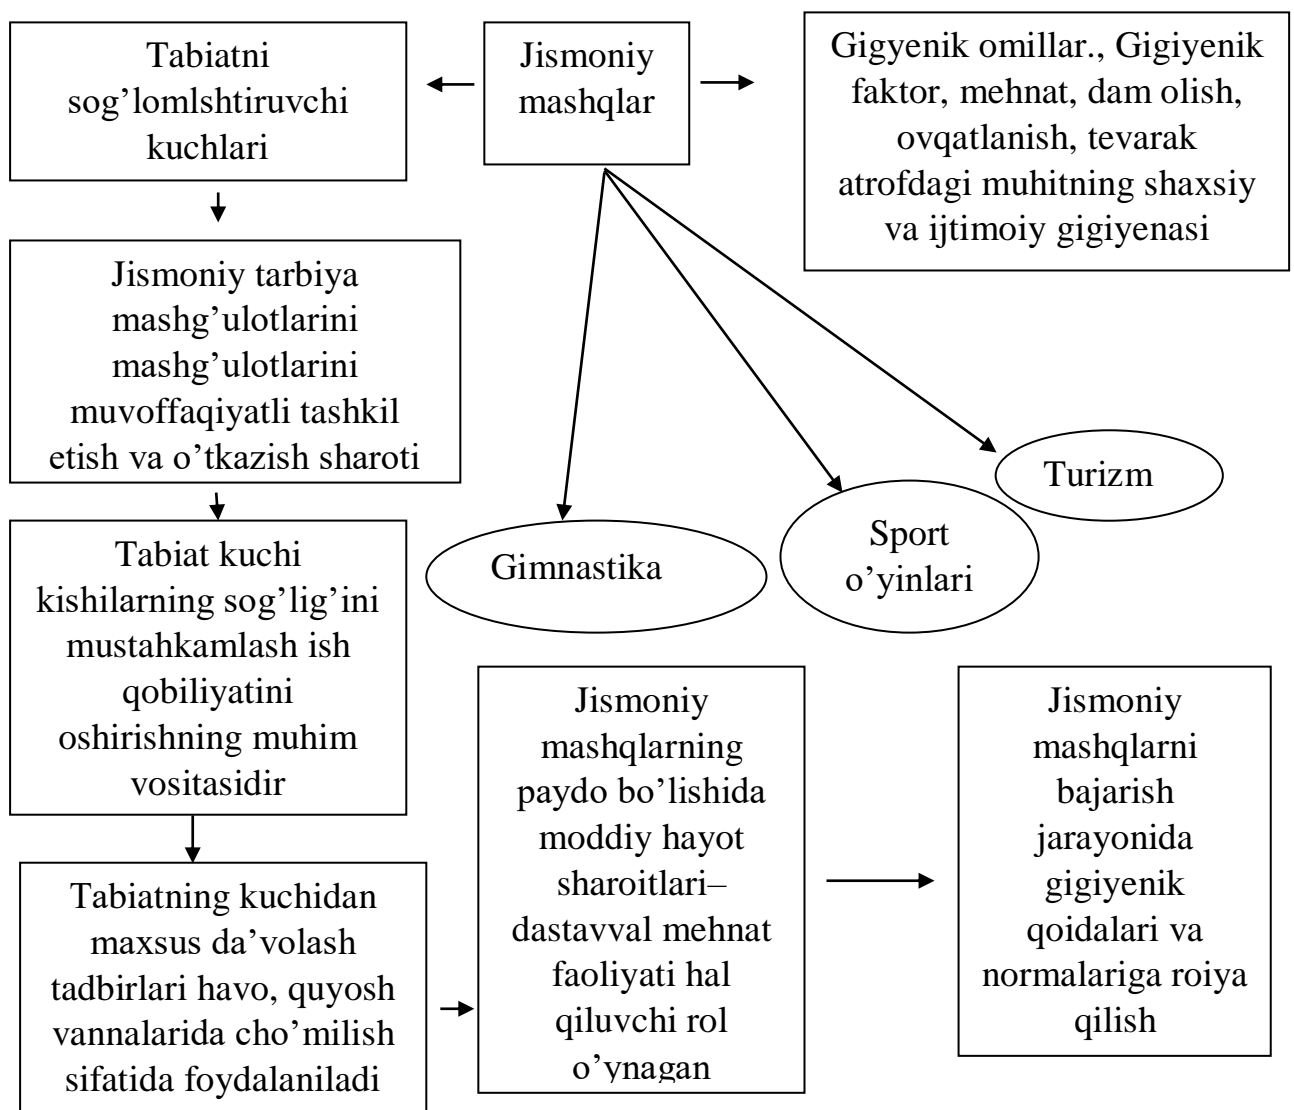 Tabiatni
sog’lomlshtiruvchi
kuchlari
Jismoniy
mashqlar
Gigyenik omillar., Gigiyenik
faktor, mehnat, dam olish,
ovqatlanish, tevarak
atrofdagi muhitning shaxsiy
va ijtimoiy gigiyenasi
Jismoniy tarbiya
mashg’ulotlarini
mashg’ulotlarini
muvoffaqiyatli tashkil
etish va o’tkazish sharoti
Turizm
Sport
o’yinlari
Gimnastika
Tabiat kuchi
kishilarning sog’lig’ini
mustahkamlash ish
qobiliyatini
oshirishning muhim
vositasidir
Tabiatning kuchidan
maxsus da’volash
tadbirlari havo, quyosh
vannalarida cho’milish
sifatida foydalaniladi
Jismoniy
mashqlarning
paydo bo’lishida
moddiy hayot
sharoitlari–
dastavval mehnat
faoliyati hal
qiluvchi rol
o’ynagan
Jismoniy
mashqlarni
bajarish
jarayonida
gigiyenik
qoidalari va
normalariga roiya
qilish